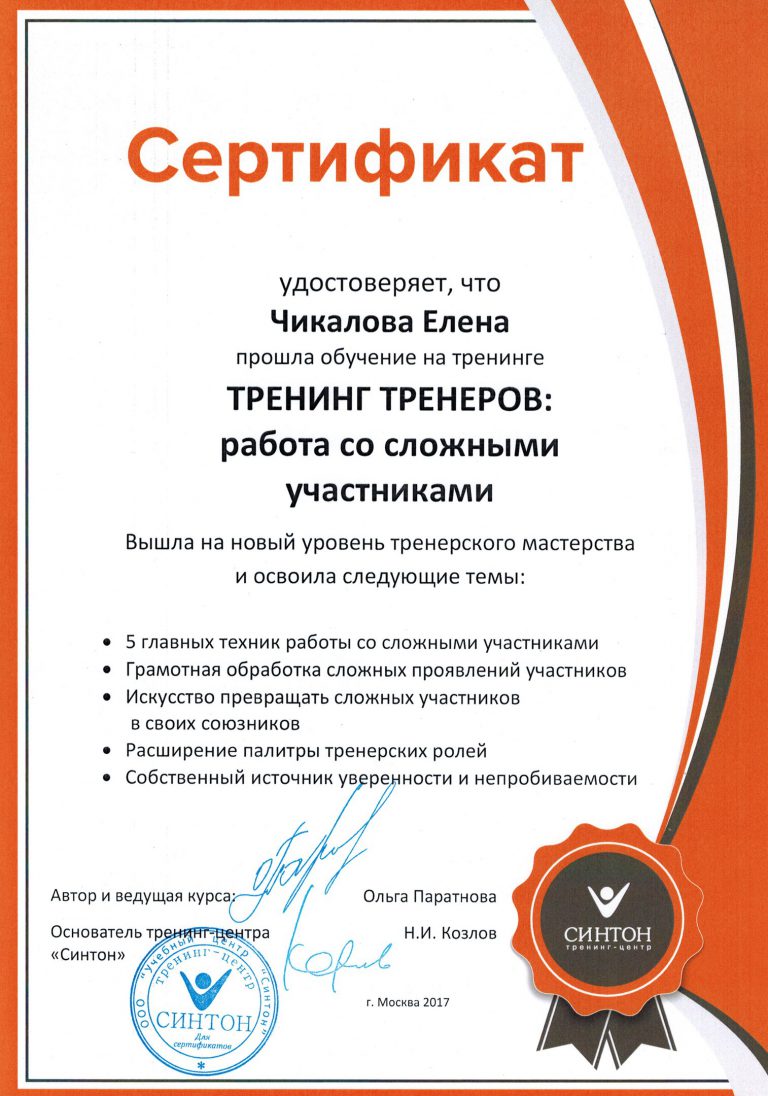 Сертификат
удостоверяет, что
Чикалова Елена
прошла обучение на тренинге
ТРЕНИНГ ТРЕНЕРОВ:
работа со сложными
участниками
Вышла на новый уровень тренерского мастерства
и освоила следующие темы:
• 5 главных техник работы со сложными участниками
• Грамотная обработка сложных проявлений участников
• Искусство превращать сложных участников
в своих союзников
• Расширение палитры тренерских ролей
• Собственный источник уверенности и непробиваемости
Автор и ведущая курса: Ольга Паратнова
Основатель тренинг-центра Н.И. Козлов
«Синтон»
г. Москва 2017
СИНТОН
тренинг-центр
ООО "Учебный центр "Синтон"
тренинг-центр
СИНТОН
Для
сертификатов